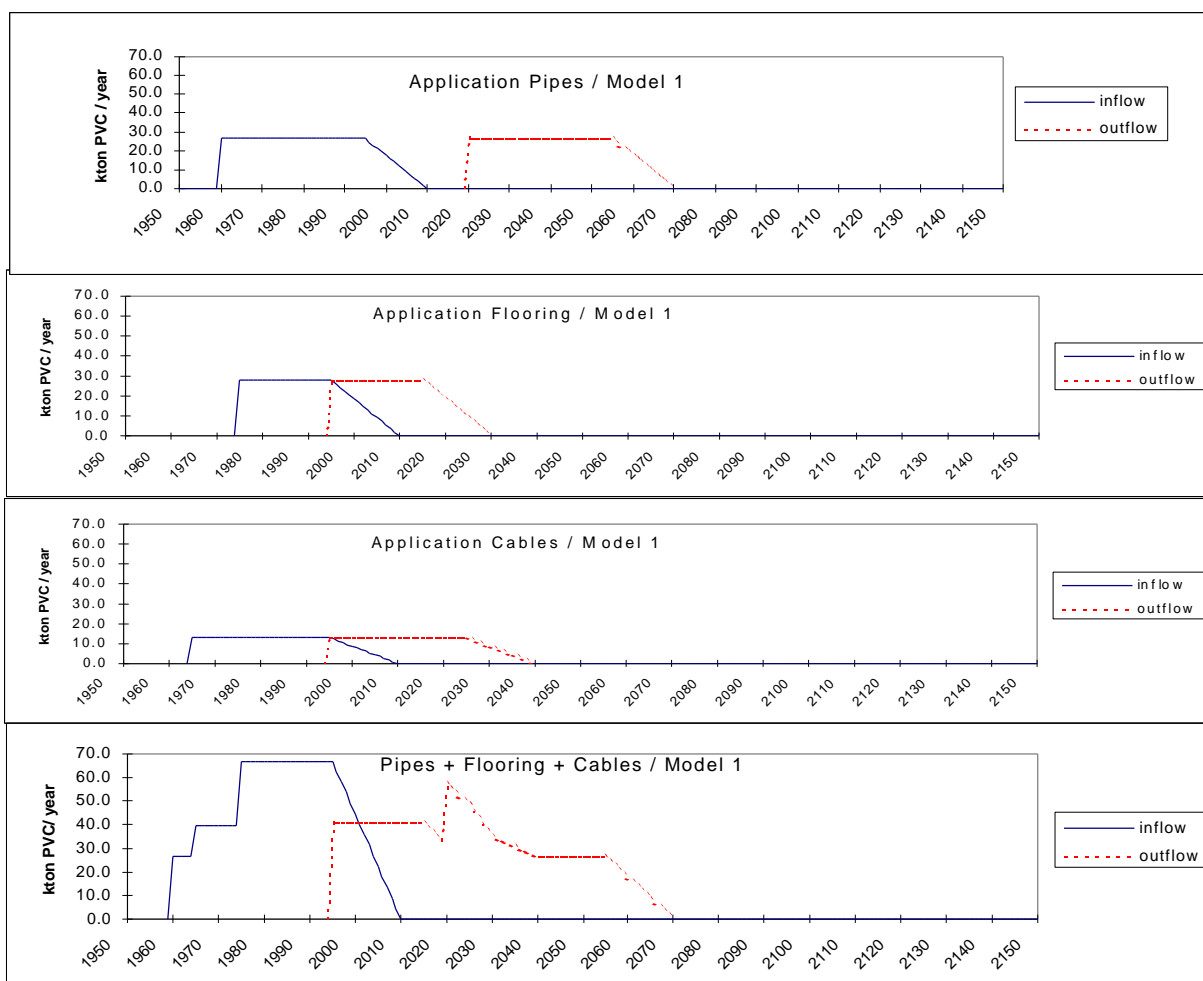 Application Pipes / Model 1
kton PVC / year
70.0
60.0
50.0
40.0
30.0
20.0
10.0
0.0
1950 1960 1970 1980 1990 2000 2010 2020 2030 2040 2050 2060 2070 2080 2090 2100 2110 2120 2130 2140 2150
inflow
outflow
Application Flooring / Model 1
kton PVC / year
70.0
60.0
50.0
40.0
30.0
20.0
10.0
0.0
1950 1960 1970 1980 1990 2000 2010 2020 2030 2040 2050 2060 2070 2080 2090 2100 2110 2120 2130 2140 2150
inflow
outflow
Application Cables / Model 1
kton PVC / year
70.0
60.0
50.0
40.0
30.0
20.0
10.0
0.0
1950 1960 1970 1980 1990 2000 2010 2020 2030 2040 2050 2060 2070 2080 2090 2100 2110 2120 2130 2140 2150
inflow
outflow
Pipes + Flooring + Cables / Model 1
kton PVC/ year
70.0
60.0
50.0
40.0
30.0
20.0
10.0
0.0
1950 1960 1970 1980 1990 2000 2010 2020 2030 2040 2050 2060 2070 2080 2090 2100 2110 2120 2130 2140 2150
inflow
outflow